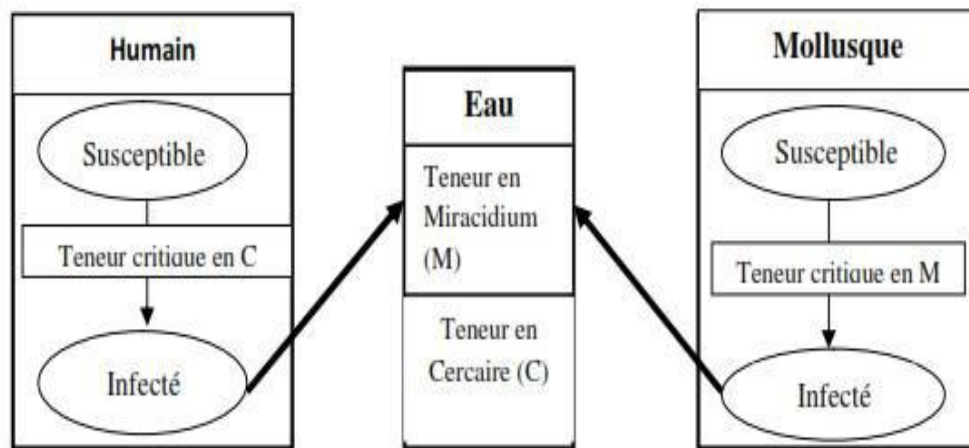 Humain
Susceptible
Teneur critique en C
Infecté
Eau
Teneur en
Miracidium
(M)
Teneur en
Cercaire (C)
Mollusque
Susceptible
Teneur critique en M
Infecté